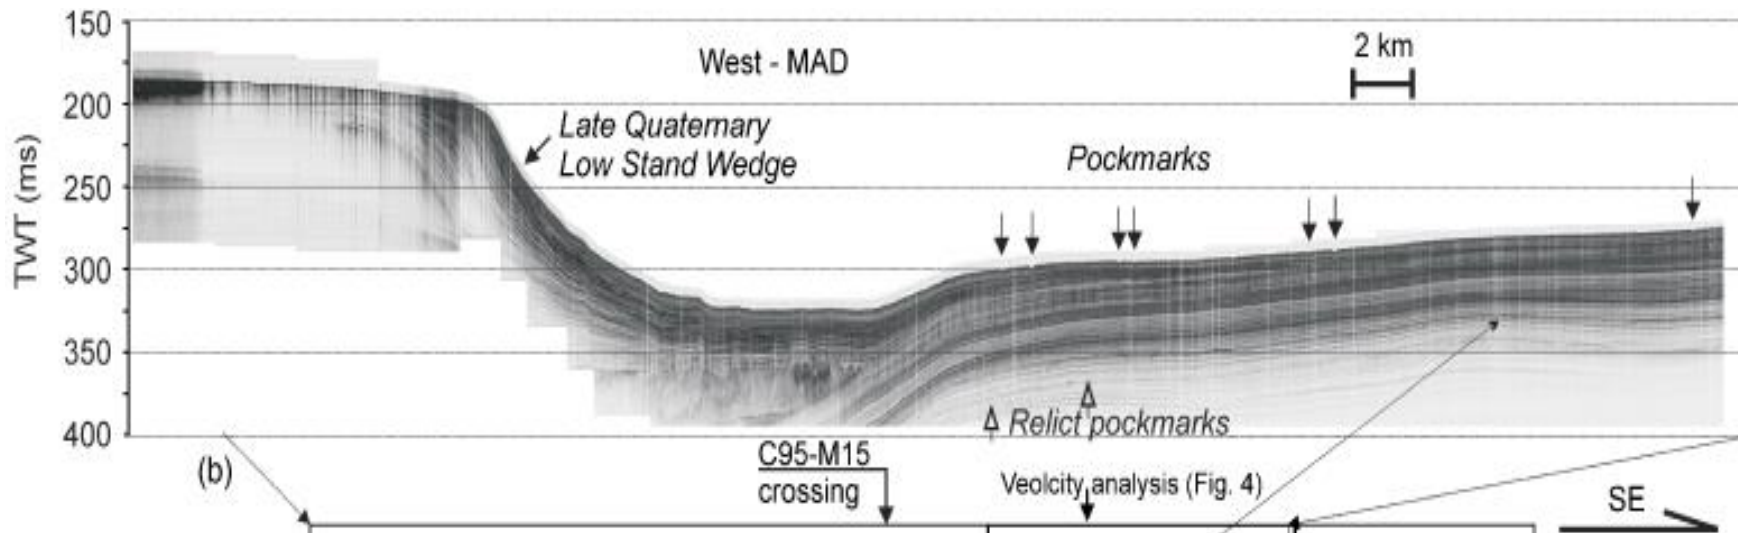 150
West - MAD
2 km
200
Late Quaternary
Low Stand Wedge
Pockmarks
TWT (ms)
250
300
350
Relict pockmarks
400
(b)
C95-M15
crossing
Veolcity analysis (Fig. 4)
SE